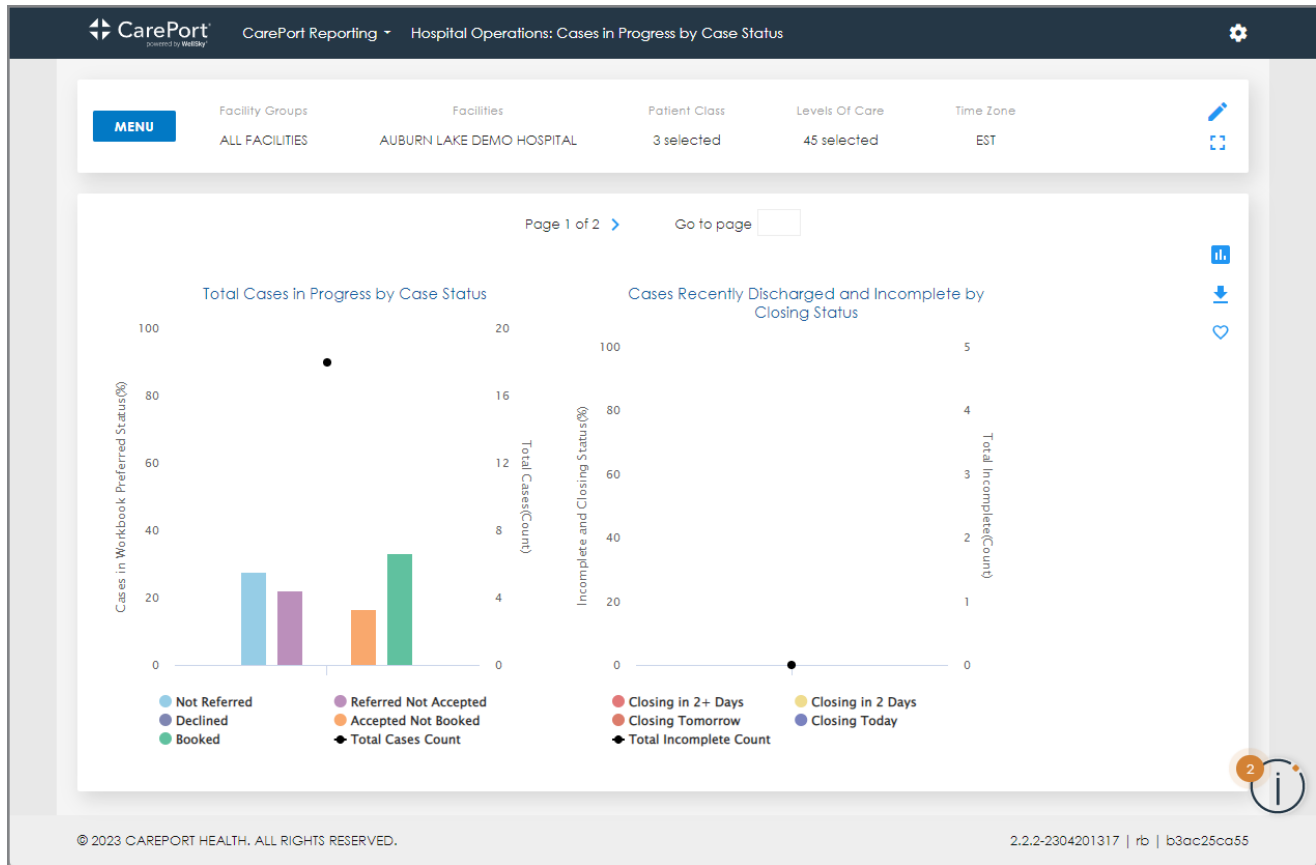 CarePort
powered by WellSky
CarePort Reporting Hospital Operations: Cases in Progress by Case Status
MENU
Facility Groups
ALL FACILITIES
Facilities
AUBURN LAKE DEMO HOSPITAL
Patient Class
3 selected
Levels Of Care
45 selected
Time Zone
EST
Page 1 of 2
Go to page
Total Cases in Progress by Case Status
Cases in Workbook Preferred Status(%)
100
80
60
40
20
0
20
16
12
8
4
0
Total Cases(Count)
Not Referred
Referred Not Accepted
Declined
Accepted Not Booked
Booked
Total Cases Count
Cases Recently Discharged and Incomplete by
Closing Status
Incomplete and Closing Status(%)
100
80
60
40
20
0
5
4
3
2
1
0
Total Incomplete(Count)
Closing in 2+ Days
Closing in 2 Days
Closing Tomorrow
Closing Today
Total Incomplete Count
2
i
© 2023 CAREPORT HEALTH. ALL RIGHTS RESERVED.
2.2.2-2304201317 | rb | b3ac25ca55